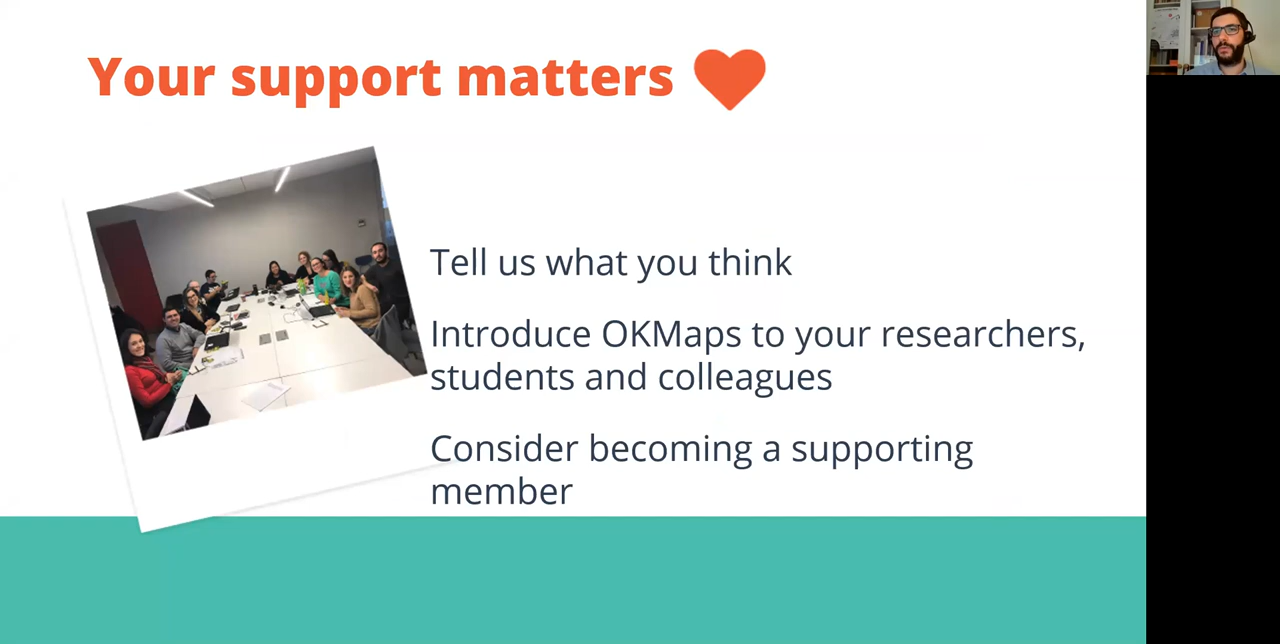 Your support matters
Tell us what you think
Introduce OKMaps to your researchers,
students and colleagues
Consider becoming a supporting
member